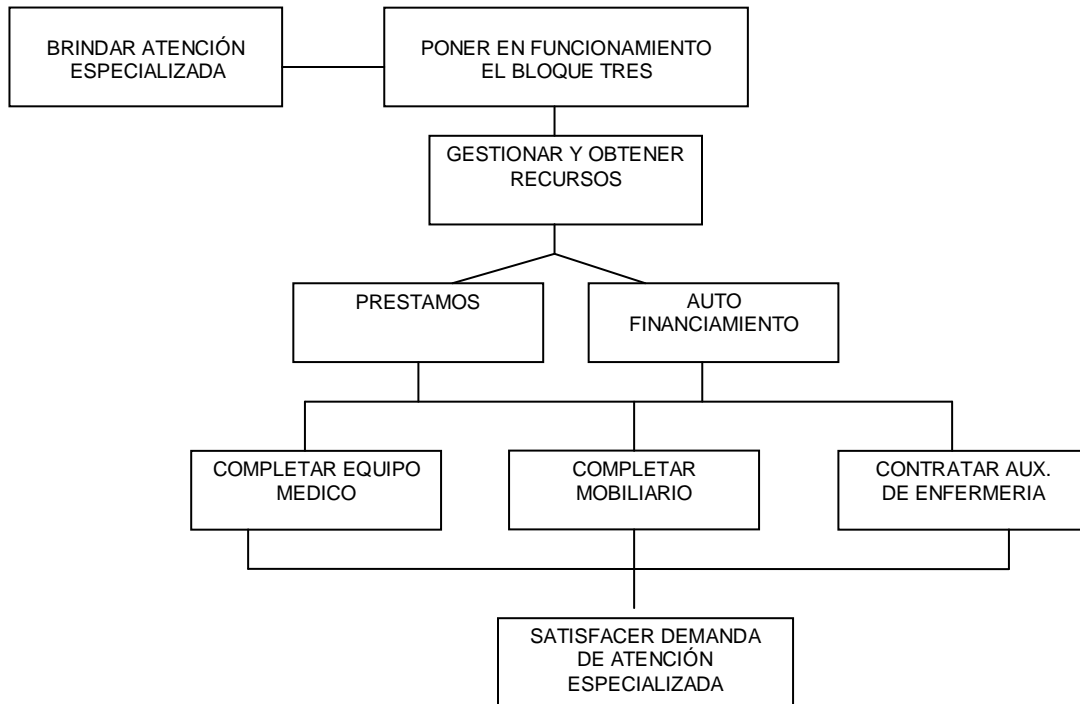 BRINDAR ATENCIÓN
ESPECIALIZADA
PONER EN FUNCIONAMIENTO
EL BLOQUE TRES
GESTIONAR Y OBTENER
RECURSOS
PRESTAMOS
AUTO
FINANCIAMIENTO
COMPLETAR EQUIPO
MEDICO
COMPLETAR
MOBILIARIO
CONTRATAR AUX.
DE ENFERMERIA
SATISFACER DEMANDA
DE ATENCIÓN
ESPECIALIZADA